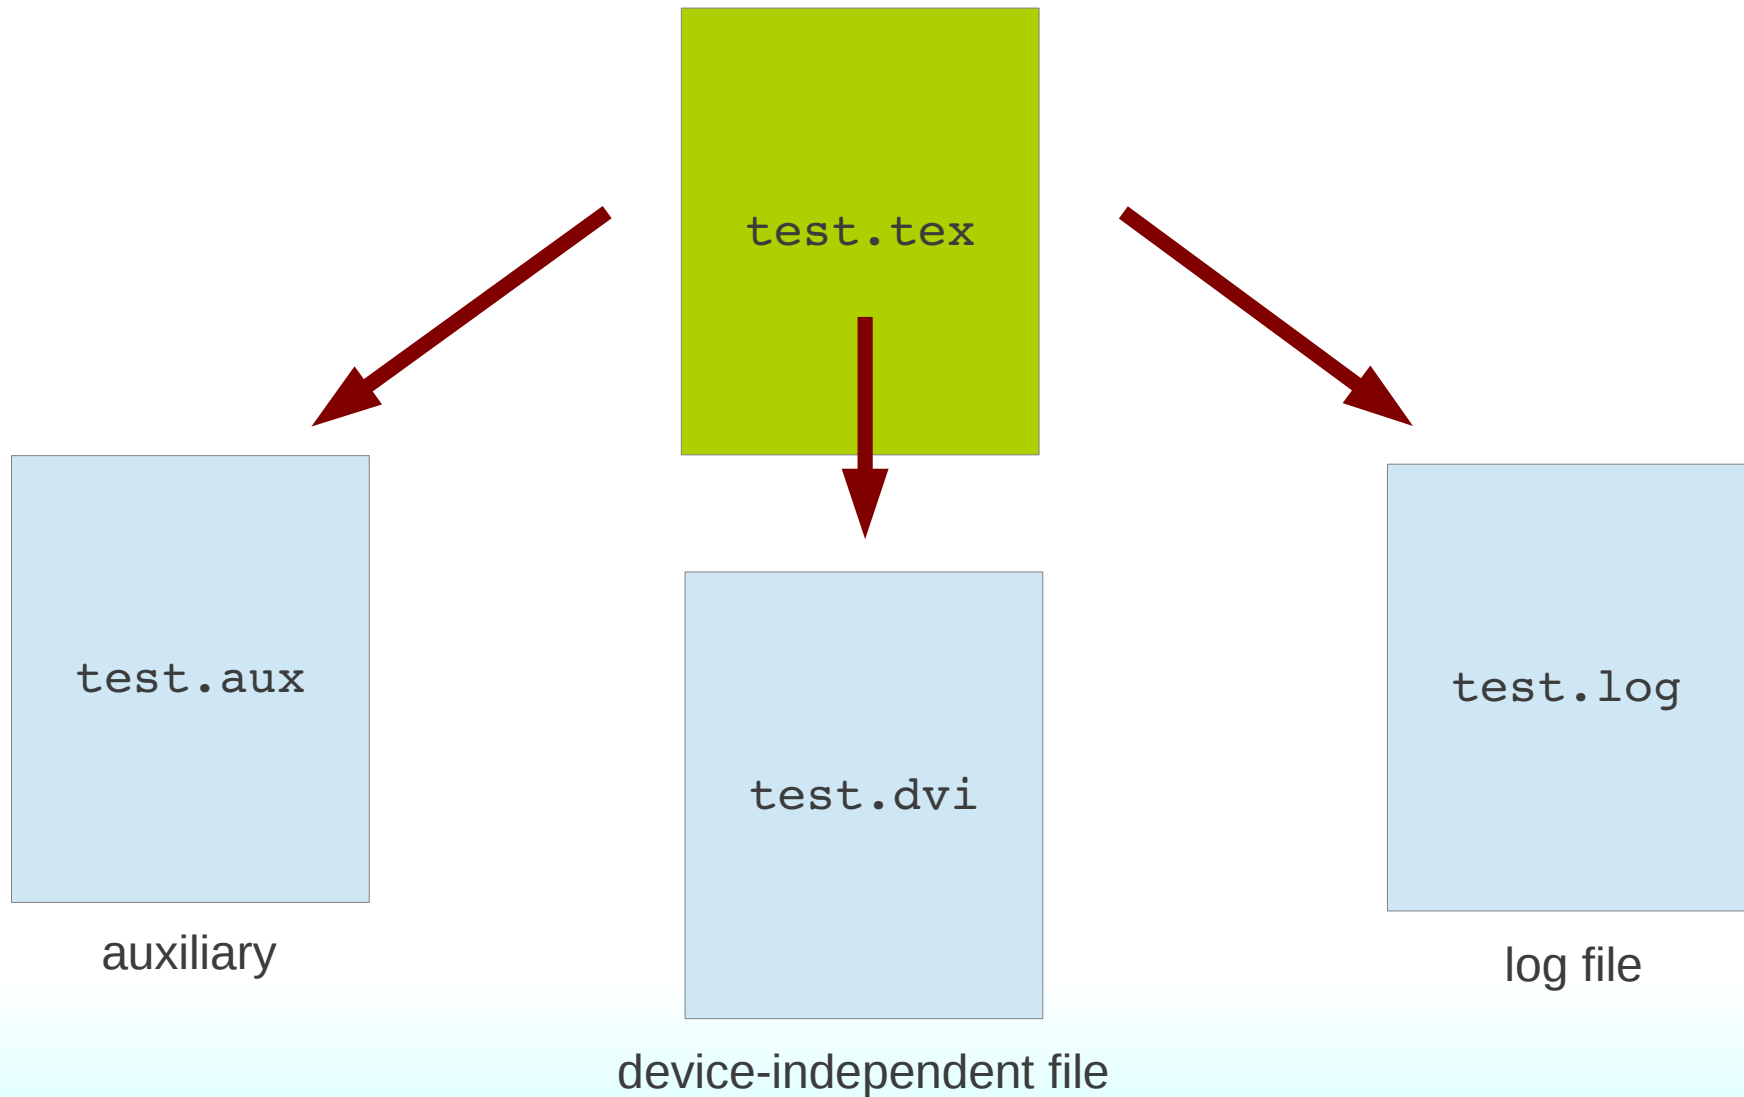 test.tex
test.aux
test.log
test.dvi
auxiliary
log file
device-independent file